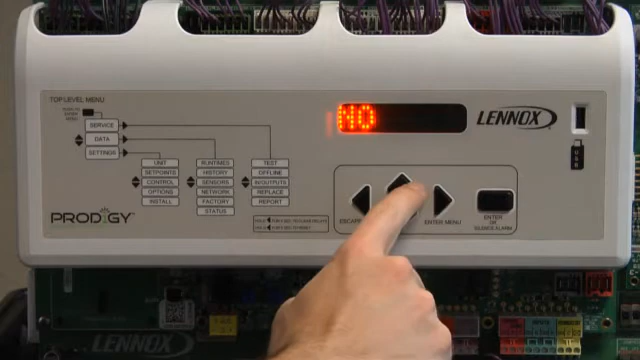 TOP LEVEL MENU
SERVICE
DATA
SETTINGS
UNIT
SETPOINTS
CONTROL
OPTIONS
INSTALL
RUNTIMES
HISTORY
SENSORS
NETWORK
FACTORY
STATUS
TEST
OFFLINE
IN/OUTPUTS
REPLACE
REPORT
PRODIGY
NO
LENNOX
USB
ENTER MENU
ENTER
OR
SILENCE ALARM
LENNOX